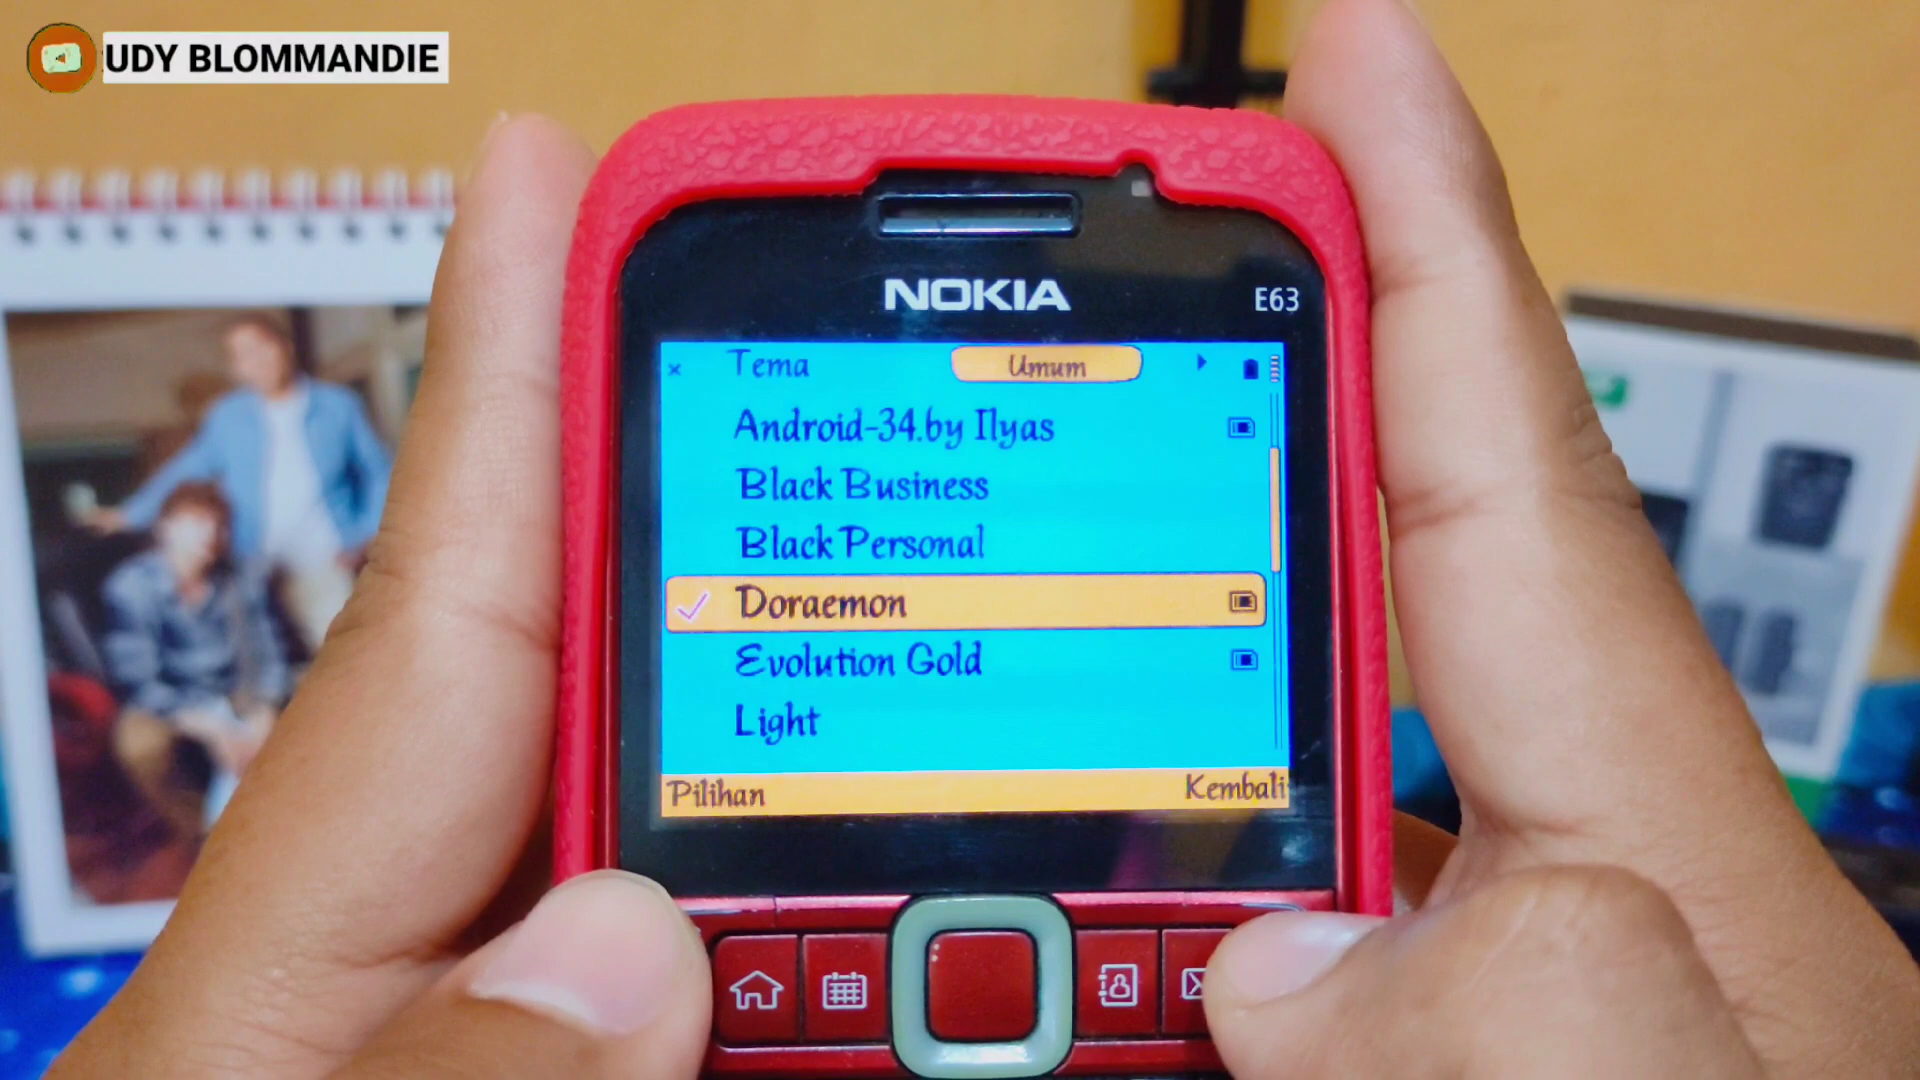 UDY BLOMMANDIE
NOKIA
E63
Tema
Umum
Android-34.by Ilyas
Black Business
Black Personal
Doraemon
Evolution Gold
Light
Pilihan
Kembali